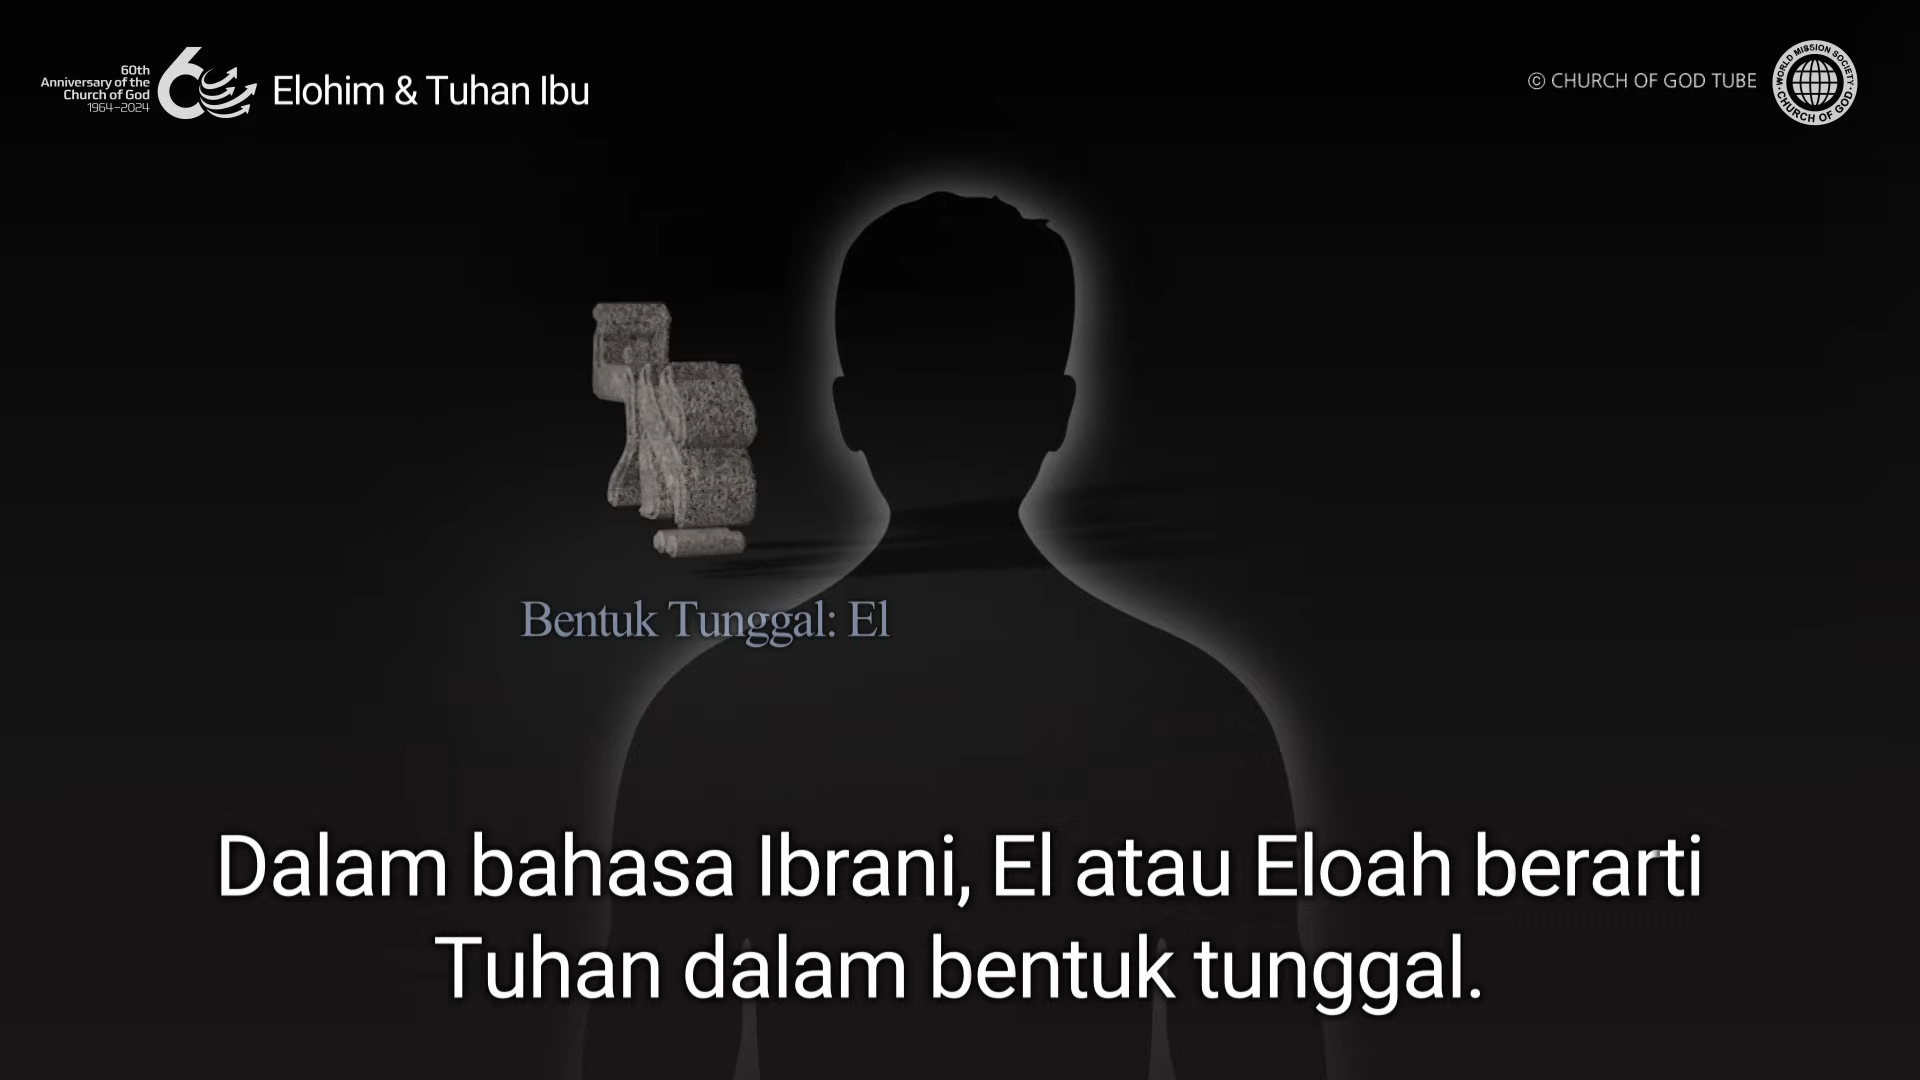 60th
Anniversary of the
Church of God
1964–2024
Elohim & Tuhan Ibu
© CHURCH OF GOD TUBE
WORLD MISSION SOCIETY
CHURCH OF GOD
Bentuk Tunggal: El
Dalam bahasa Ibrani, El atau Eloah berarti
Tuhan dalam bentuk tunggal.